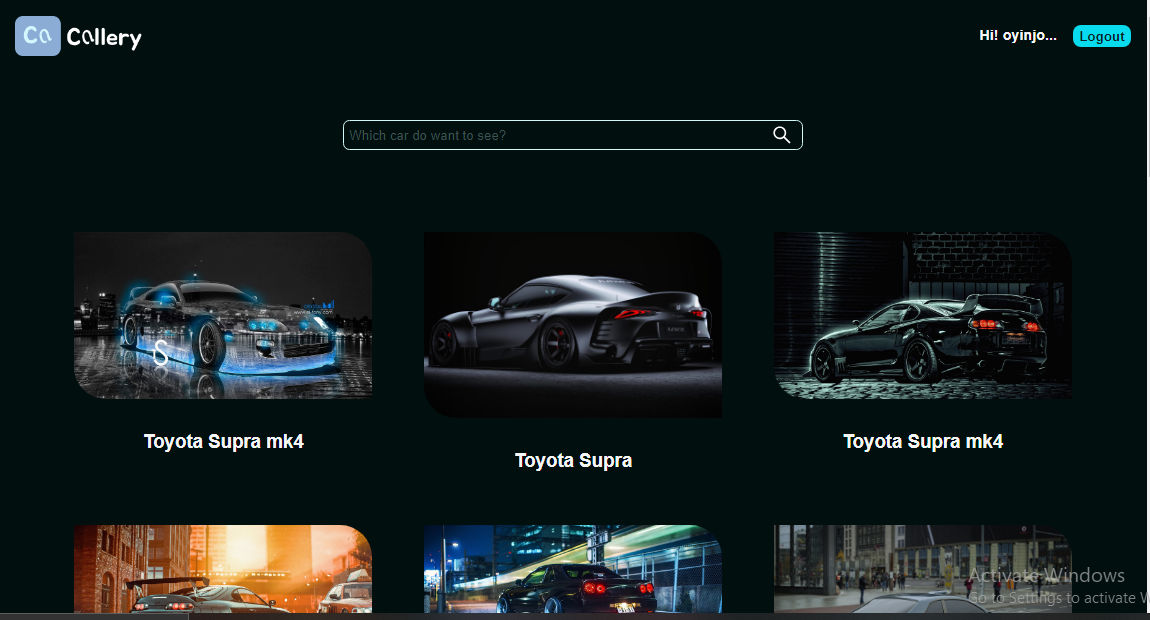 Ca Callery
Hi! oyinjo...
Logout
Which car do want to see?
Toyota Supra mk4
Toyota Supra
Toyota Supra mk4
Activate Windows
Go to Settings to activate W